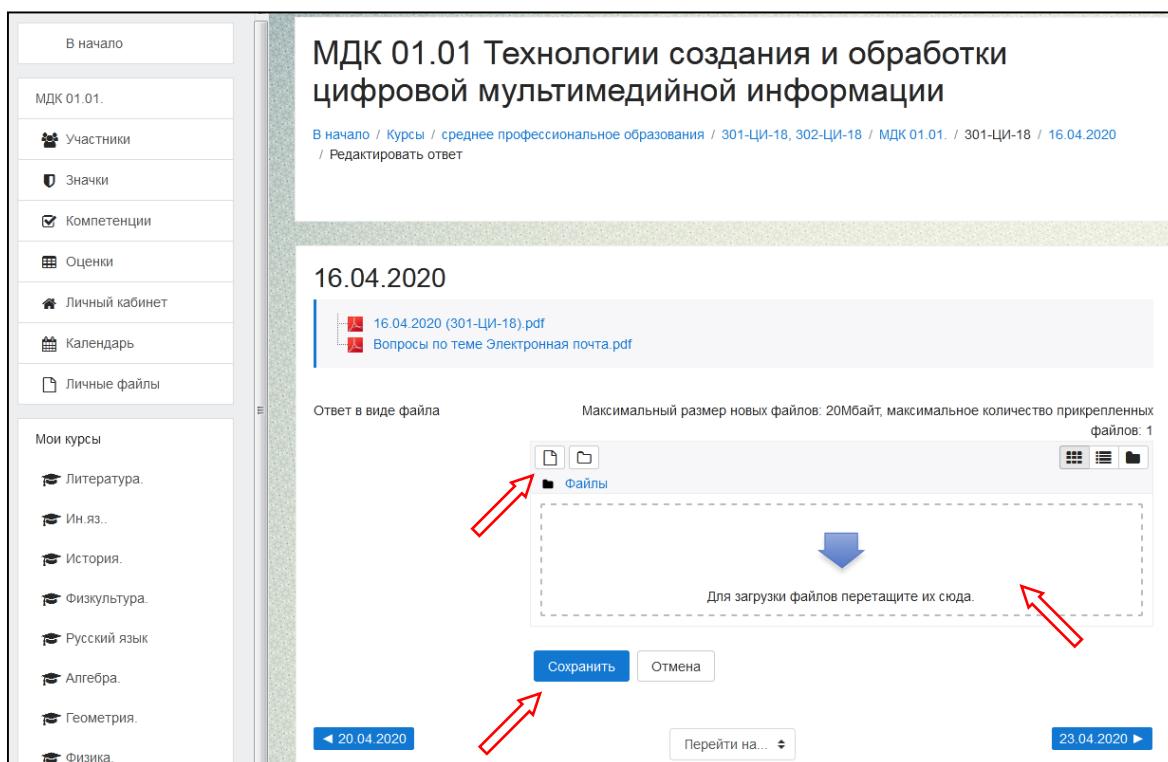 В начало
МДК 01.01.
Участники
Значки
Компетенции
Оценки
Личный кабинет
Календарь
Личные файлы
Мои курсы
Литература.
Ин.яз..
История.
Физкультура.
Русский язык
Алгебра.
Геометрия.
Физика.
МДК 01.01 Технологии создания и обработки
цифровой мультимедийной информации
В начало / Курсы / среднее профессиональное образования / 301-ЦИ-18, 302-ЦИ-18 / МДК 01.01. / 301-ЦИ-18 / 16.04.2020
/ Редактировать ответ
16.04.2020
16.04.2020 (301-ЦИ-18).pdf
Вопросы по теме Электронная почта.pdf
Ответ в виде файла
Максимальный размер новых файлов: 20Мбайт, максимальное количество прикрепленных
файлов: 1
Файлы
Для загрузки файлов перетащите их сюда.
Сохранить
Отмена
◄ 20.04.2020
Перейти на...
23.04.2020 ►